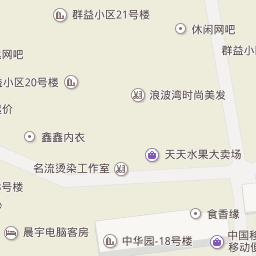 群益小区21号楼
休闲网吧
网吧
群益小
小区20号楼
浪波湾时尚美发
价
鑫鑫内衣
天天水果大卖场
名流烫染工作室
号楼
食香缘
晨宇电脑客房
中华园-18号楼
中国移
移动便